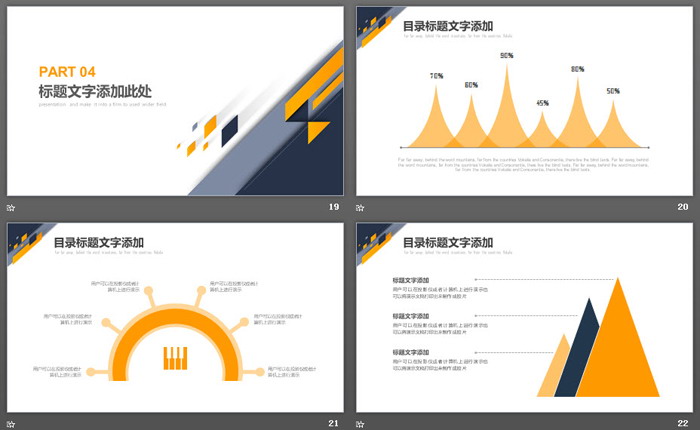 PART 04
标题文字添加此处
presentation and make it into a film to used wider field
19
目录标题文字添加
70%
60%
90%
45%
80%
50%
Far far away, behind the word mountains, far from the countries Vokalia and Consonantia, there live the blind texts. Far far away, behind
the word mountains, far from the countries Vokalia and Consonantia, there live the blind texts. Far far away, behind the word mountains,
far from the countries Vokalia and Consonantia, there live the blind texts.
20
目录标题文字添加
用户可以在投影仪或者计
算机上进行演示
用户可以在投影仪或者计
算机上进行演示
用户可以在投影仪或者计
算机上进行演示
用户可以在投影仪或者计
算机上进行演示
用户可以在投影仪或者计
算机上进行演示
用户可以在投影仪或者计
算机上进行演示
21
目录标题文字添加
标题文字添加
用户可以在投影仪或者计算机上进行演示也
可以将演示文稿打印出来制作成胶片
标题文字添加
用户可以在投影仪或者计算机上进行演示也
可以将演示文稿打印出来制作成胶片
标题文字添加
用户可以在投影仪或者计算机上进行演示也
可以将演示文稿打印出来制作成胶片
22